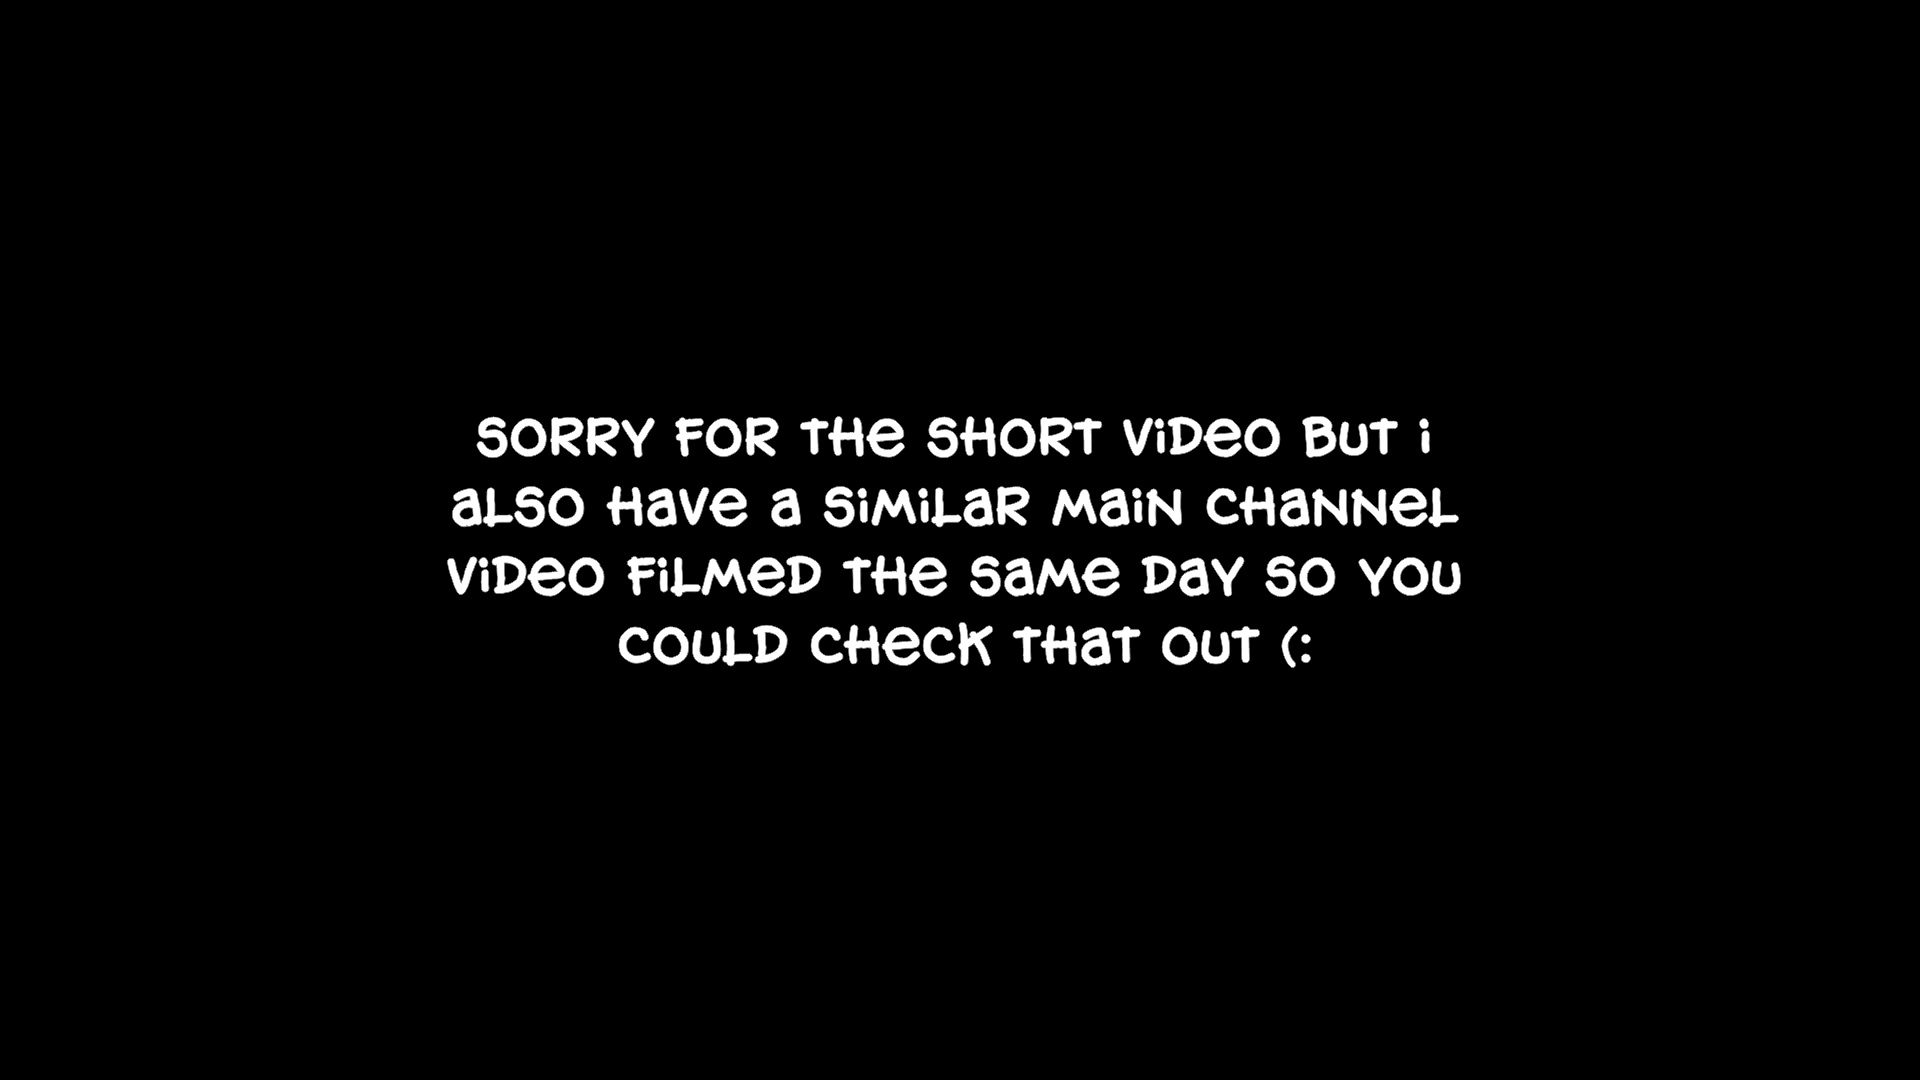 SORRY FOR THE SHORT VIDEO BUT i
aLSO Have a SiMiLaR MaiN CHaNNeL
ViDeO FiLMeD THe SaMe Day SO YOU
COULD CHeCK THaT OUT (: